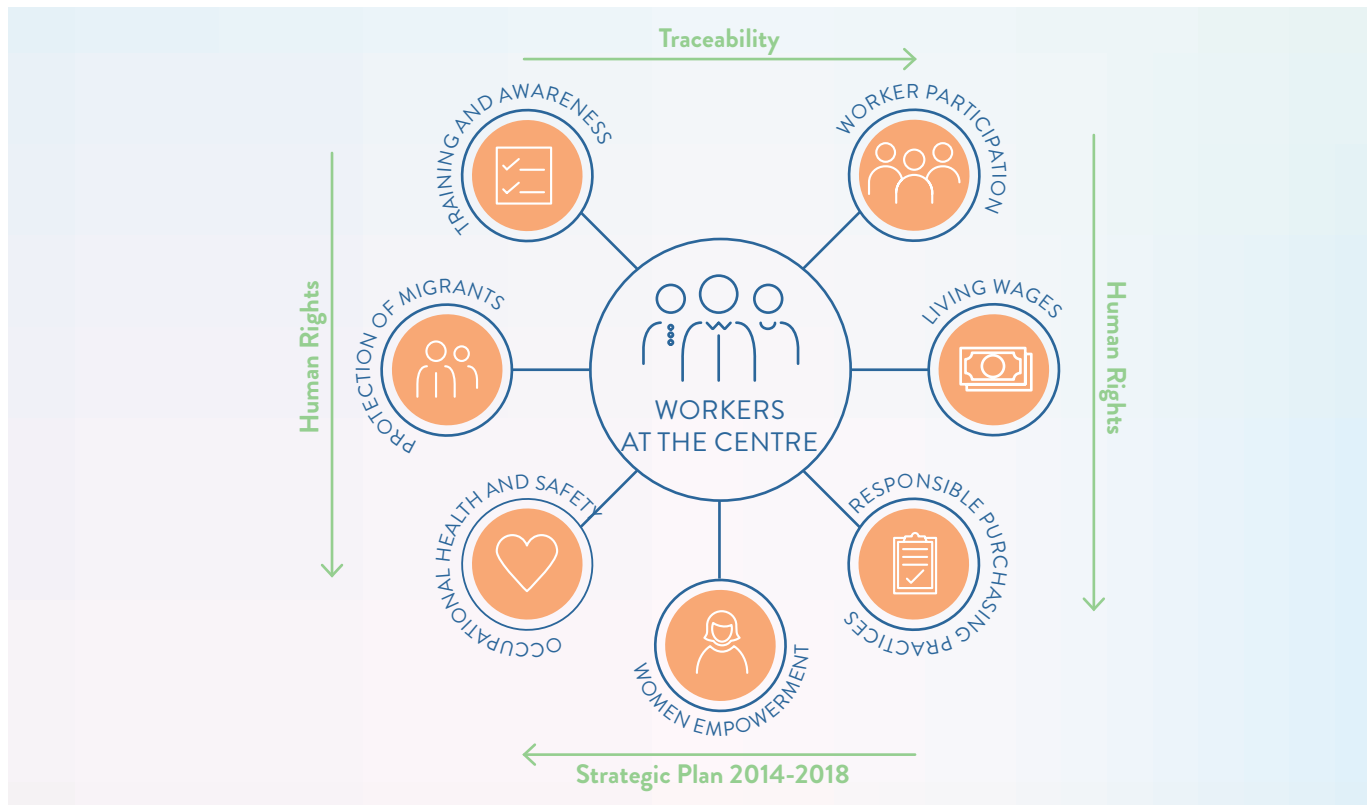 Traceability
TRAINING AND AWARENESS
WORKER PARTICIPATION
Human Rights
PROTECTION OF MIGRANTS
LIVING WAGES
Human Rights
WORKERS
AT THE CENTRE
OCCUPATIONAL HEALTH AND SAFETY
RESPONSIBLE PURCHASING PRACTICES
WOMEN EMPOWERMENT
Strategic Plan 2014-2018